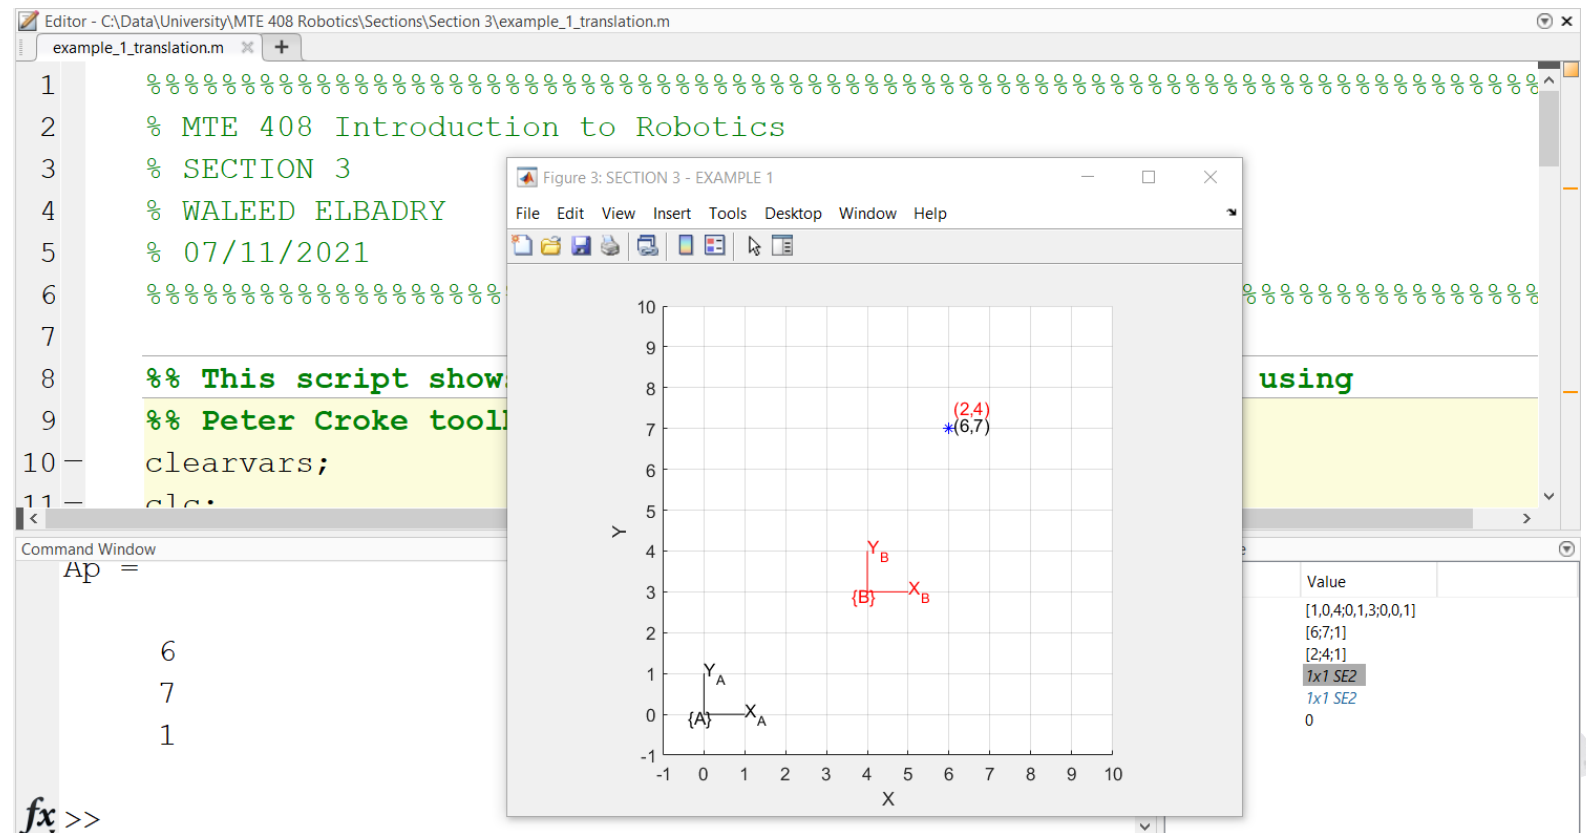 Editor - C:\Data\University\MTE 408 Robotics\Sections\Section 3\example_1_translation.m
example_1_translation.m
1 %%%%%%%%%%%%%%%%%%%%%%%%%%%%%%%%%%%%%%%%%%%%%%%%%%%%%%%%%%%%%%%%%%%%%%%%%%
2 % MTE 408 Introduction to Robotics
3 % SECTION 3
4 % WALEED ELBADRY
5 % 07/11/2021
6 %%%%%%%%%%%%%%%%%%% %%%%%%%%%%%%%%%%
7
8 %% This script show using
9 %% Peter Croke tool
10 clearvars;
11 clc;
Figure 3: SECTION 3 - EXAMPLE 1
File Edit View Insert Tools Desktop Window Help
10
9
8
7
6
5
4
3
2
1
0
-1
Y
(2,4)
(6,7)
Y B
{B} X B
Y A
{A} X A
-1 0 1 2 3 4 5 6 7 8 9 10
X
Command Window
Ap =
6
7
1
fx >>
Value
[1,0,4;0,1,3;0,0,1]
[6;7;1]
[2;4;1]
1x1 SE2
1x1 SE2
0